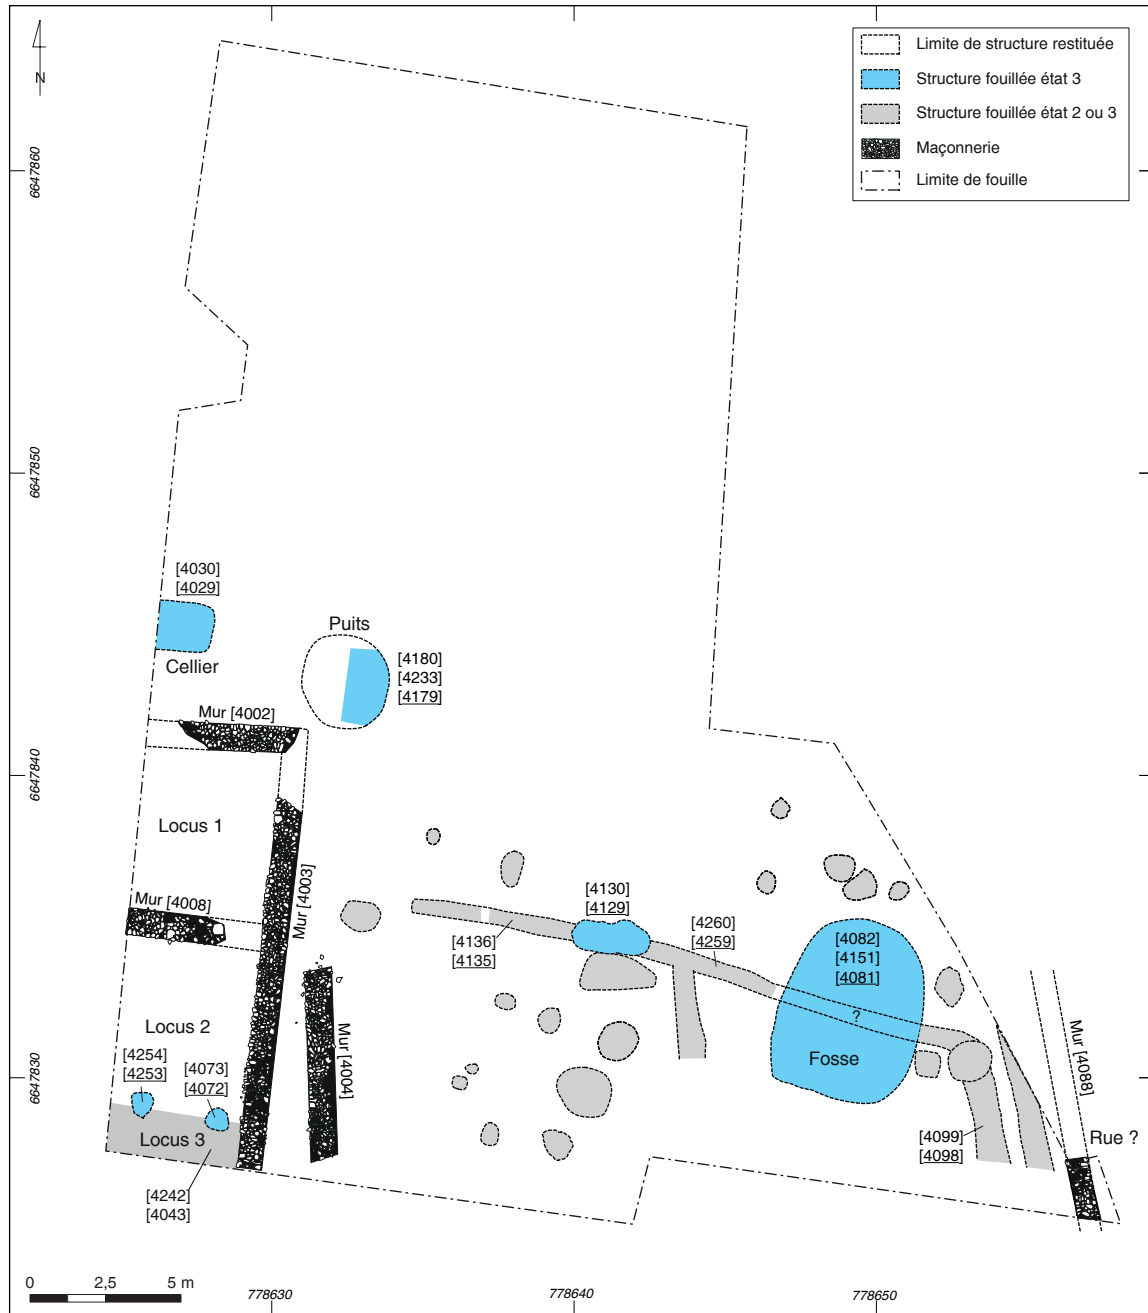 N
Limite de structure restituée
Structure fouillée état 3
Structure fouillée état 2 ou 3
Maçonnerie
Limite de fouille
6647860
6647850
6647840
6647830
[4030]
[4029]
Cellier
Puits
[4180]
[4233]
[4179]
Mur [4002]
Locus 1
Mur [4003]
Mur [4008]
[4130]
[4129]
[4136]
[4135]
[4260]
[4259]
[4082]
[4151]
[4081]
?
Fosse
Locus 2
[4254]
[4253]
[4073]
[4072]
Mur [4004]
Mur [4088]
Locus 3
[4242]
[4043]
[4099]
[4098]
Rue ?
0 2,5 5 m
778630
778640
778650